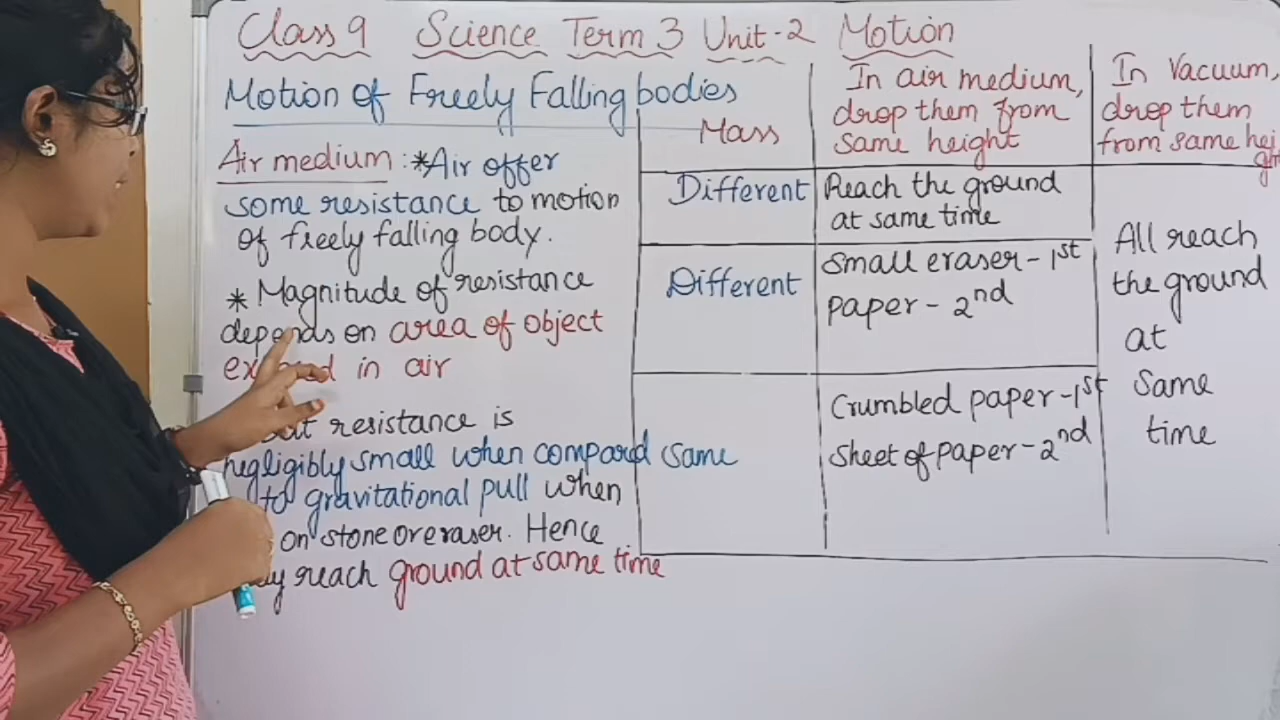 Class 9 Science Term 3 Unit-2 Motion
Motion of Freely Falling bodies
Air medium : *Air offer
some resistance to motion
of freely falling body.
* Magnitude of resistance
depends on area of object
in air
resistance is
negligibly small when compared
to gravitational pull when
on stone or eraser. Hence
reach ground at same time
Mass
In air medium,
drop them from
same height
In Vacuum,
drop them
from same height
Different
Reach the ground
at same time
Different
Small eraser - 1st
paper - 2nd
same
Crumbled paper - 1st
Sheet of paper - 2nd
All reach
the ground
at
same
time